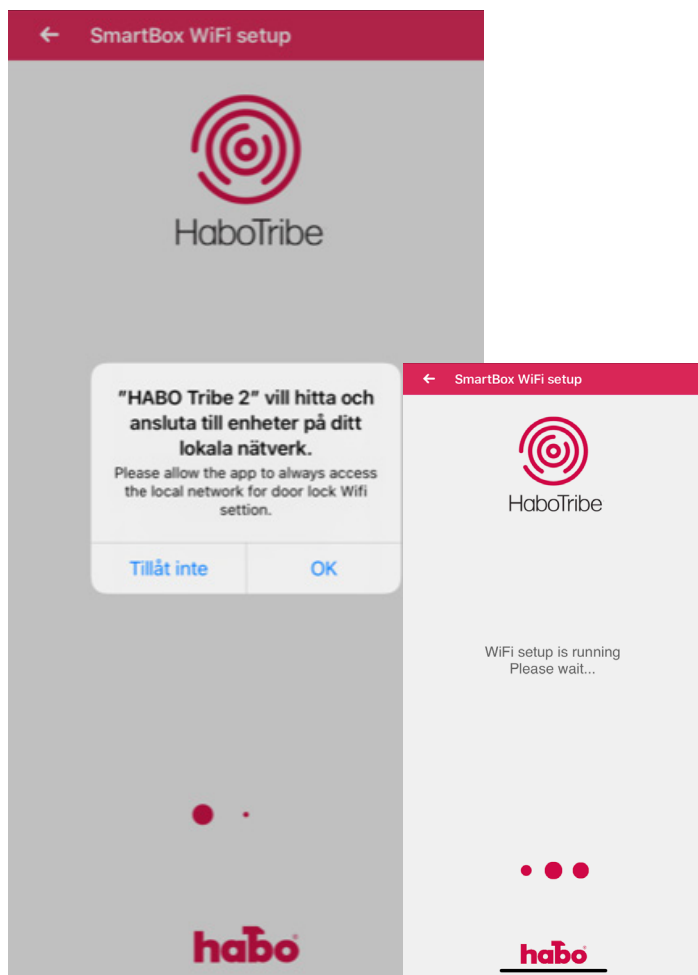 SmartBox WiFi setup
HaboTribe
"HABO Tribe 2" vill hitta och
ansluta till enheter på ditt
lokala nätverk.
Please allow the app to always access
the local network for door lock Wifi
settion.
Tillåt inte OK
habo
SmartBox WiFi setup
HaboTribe
WiFi setup is running
Please wait...
habo